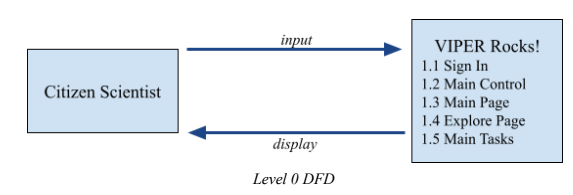 input
VIPER Rocks!
1.1 Sign In
1.2 Main Control
1.3 Main Page
1.4 Explore Page
1.5 Main Tasks
Citizen Scientist
display
Level 0 DFD